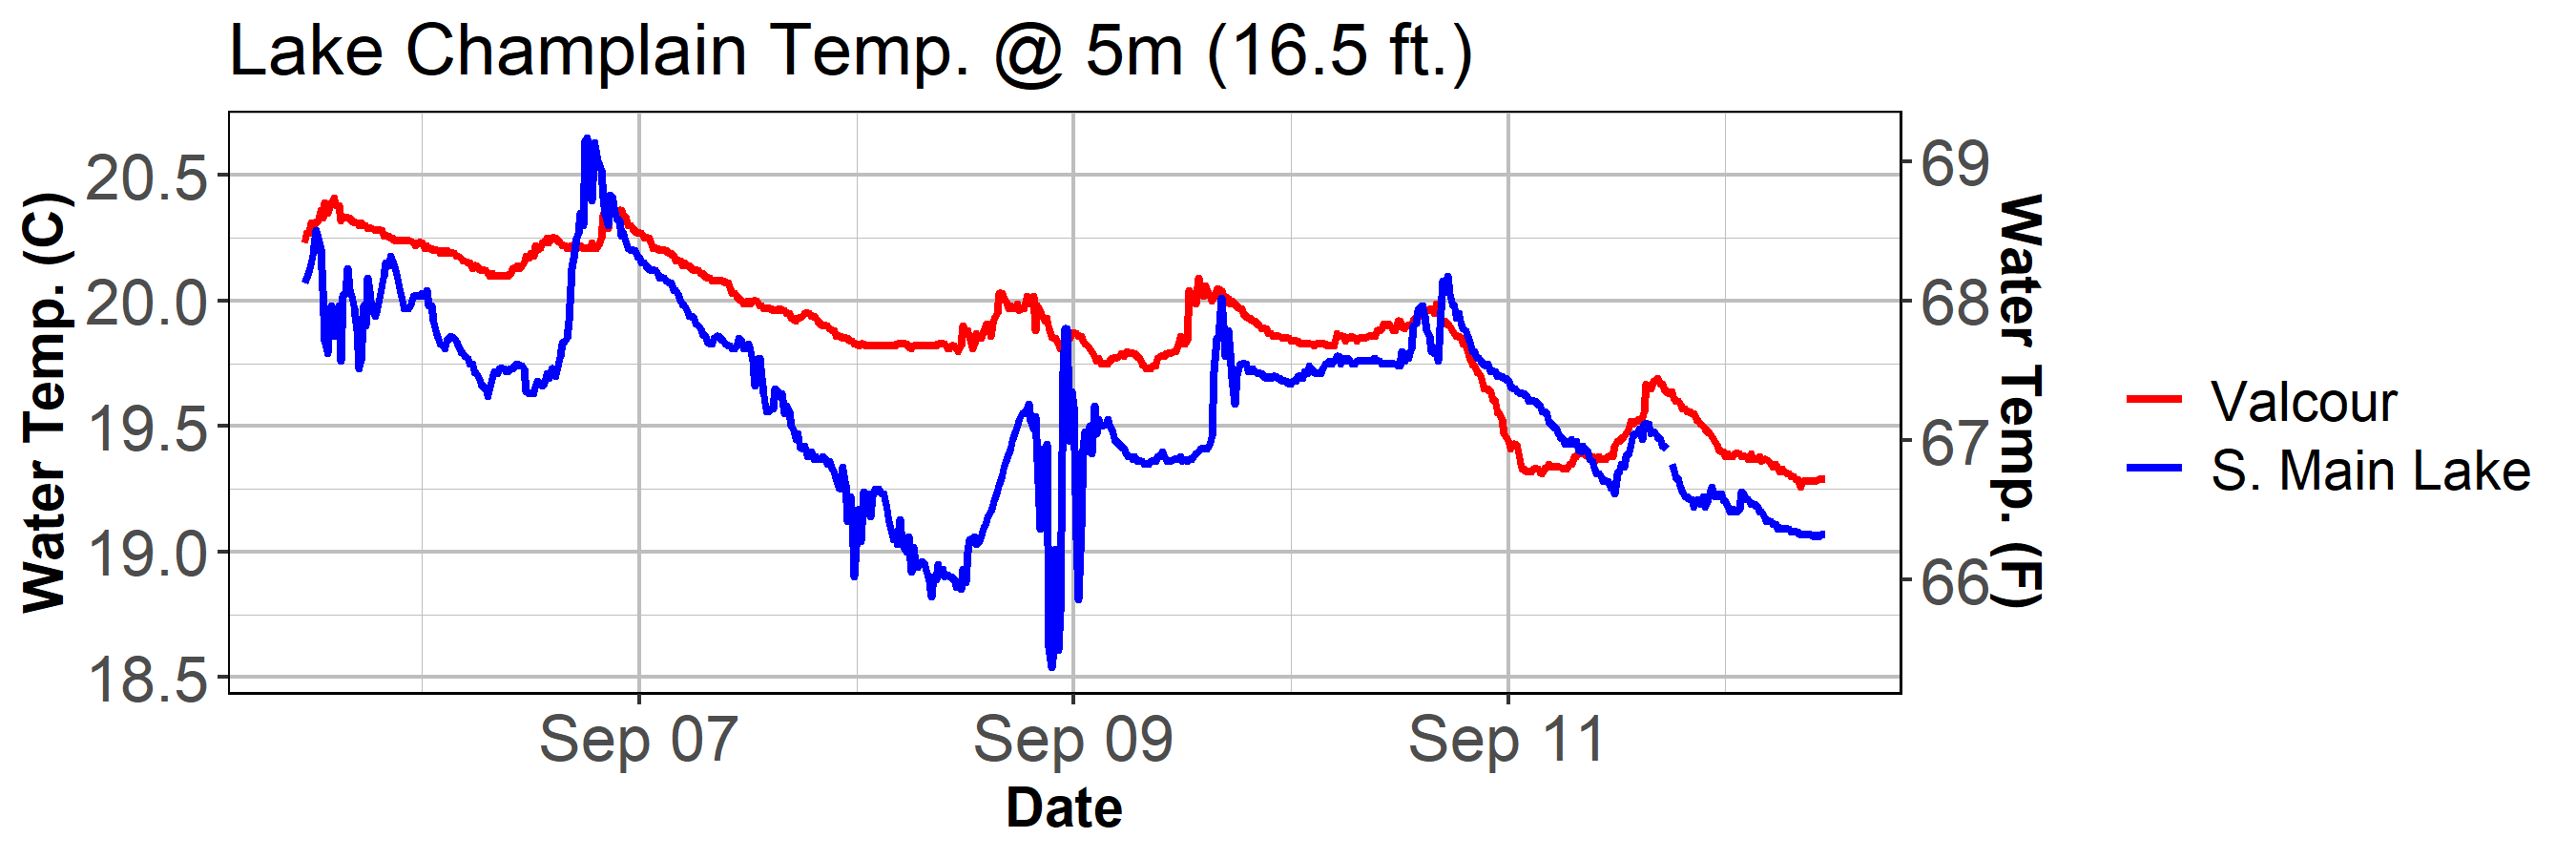 Lake Champlain Temp. @ 5m (16.5 ft.)
Water Temp. (C)
20.5
20.0
19.5
19.0
18.5
69
68
67
66
Water Temp. (F)
Sep 07
Sep 09
Sep 11
Date
Valcour
S. Main Lake